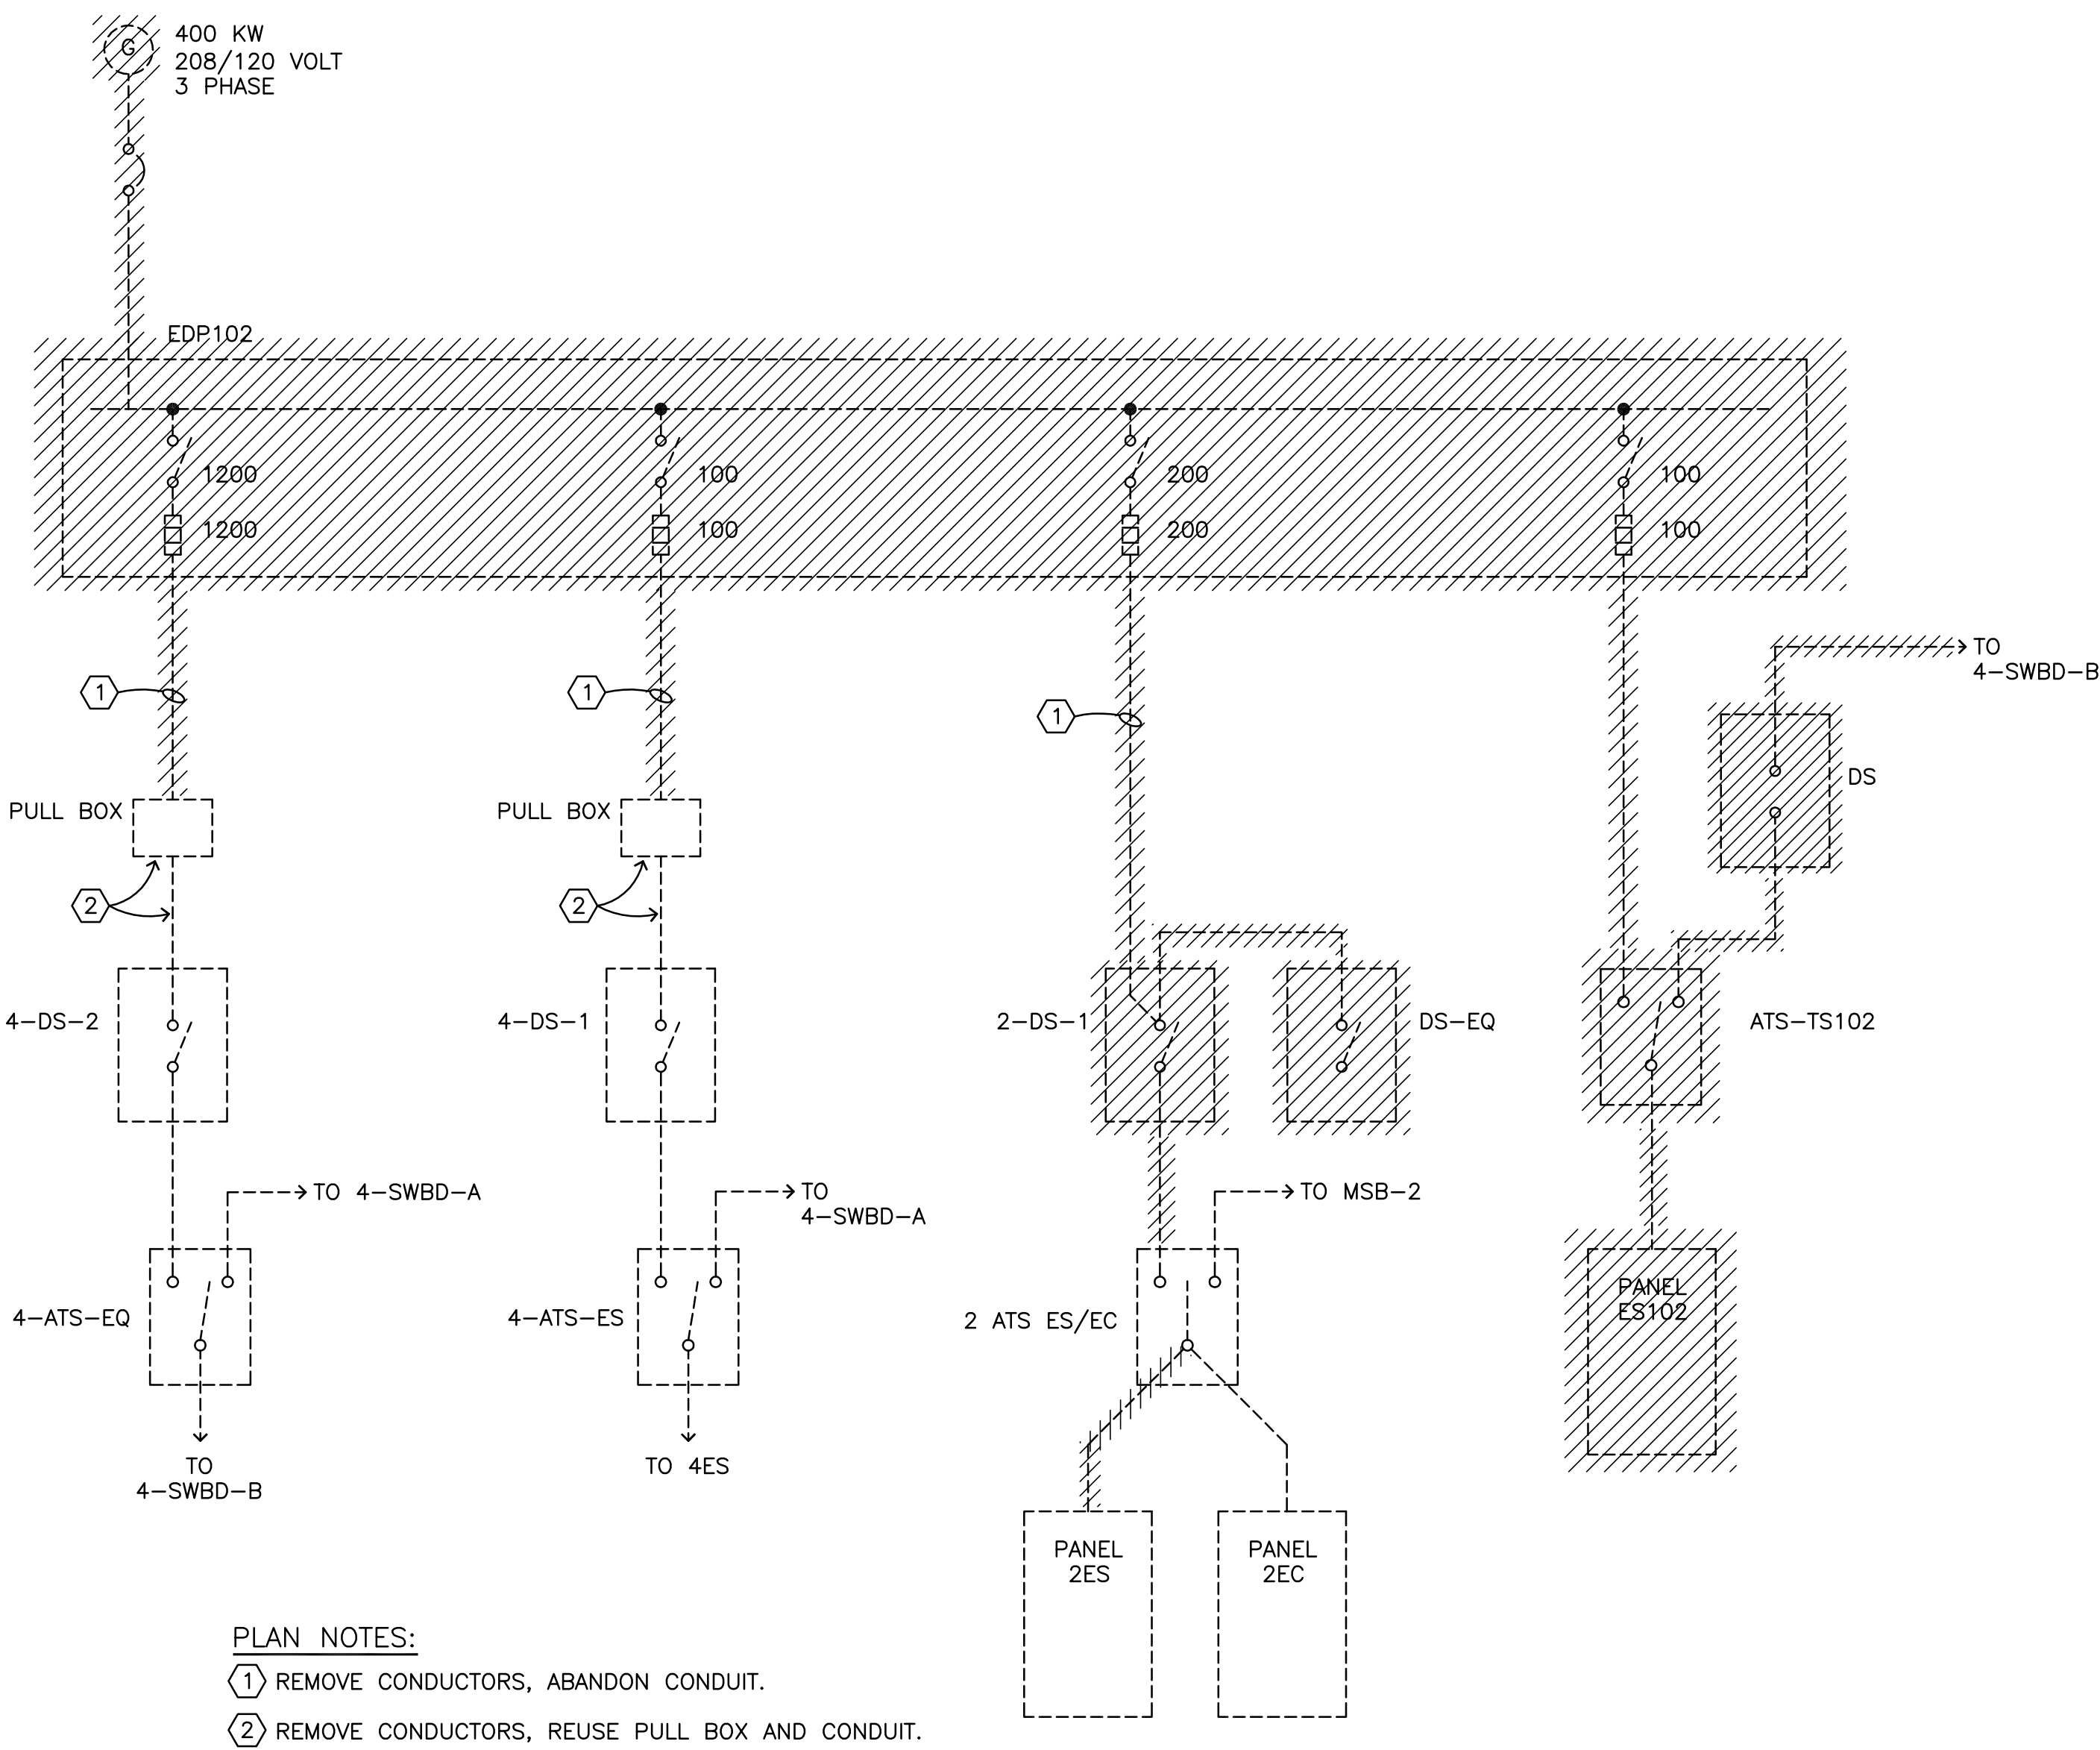 G
400 KW
208/120 VOLT
3 PHASE
EDP102
1200
100
200
100
1200
100
200
100
TO
4-SWBD-B
1
1
1
DS
PULL BOX
PULL BOX
2
2
4-DS-2
4-DS-1
2-DS-1
DS-EQ
ATS-TS102
TO 4-SWBD-A
TO
4-SWBD-A
TO MSB-2
4-ATS-EQ
4-ATS-ES
2 ATS ES/EC
PANEL
ES102
TO
4-SWBD-B
TO 4ES
PANEL
2ES
PANEL
2EC
PLAN NOTES:
1 REMOVE CONDUCTORS, ABANDON CONDUIT.
2 REMOVE CONDUCTORS, REUSE PULL BOX AND CONDUIT.